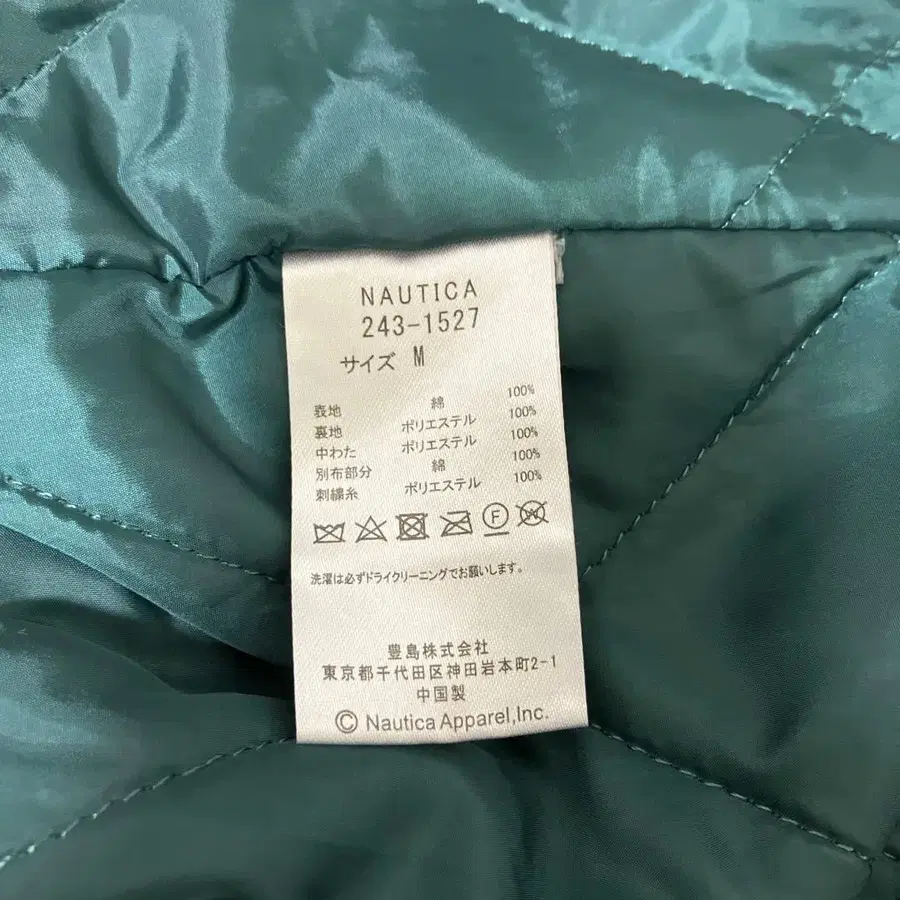 NAUTICA
243-1527
サイズ M
表地 綿 100%
裏地 ポリエステル 100%
中わた ポリエステル 100%
別布部分 綿 100%
刺繍糸 ポリエステル 100%
F W
洗濯は必ずドライクリーニングでお願いします。
豊島株式会社
東京都千代田区神田岩本町2-1
中国製
© Nautica Apparel,Inc.